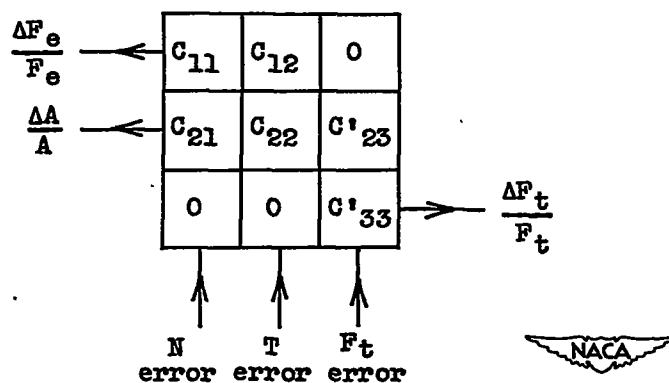 ΔFe
Fe
ΔA
A
C11 C12 0
C21 C22 C'23
0 0 C'33
ΔFt
Ft
N error
T error
Ft error
NACA